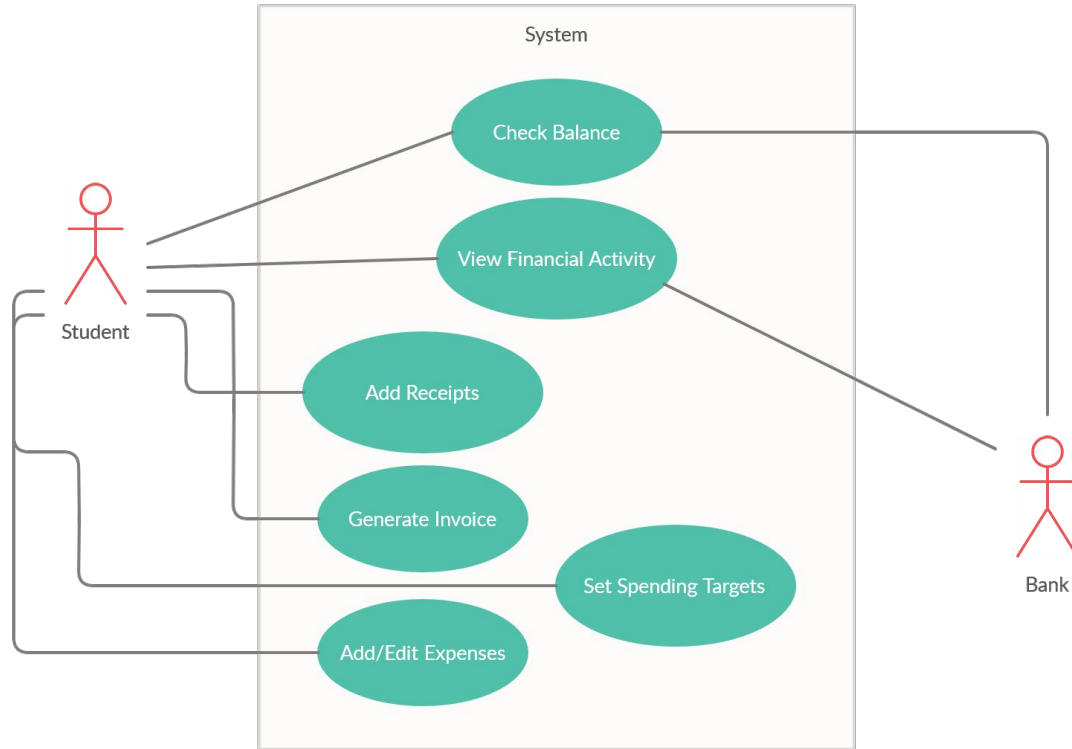 System
Check Balance
View Financial Activity
Student
Add Receipts
Generate Invoice
Set Spending Targets
Bank
Add/Edit Expenses